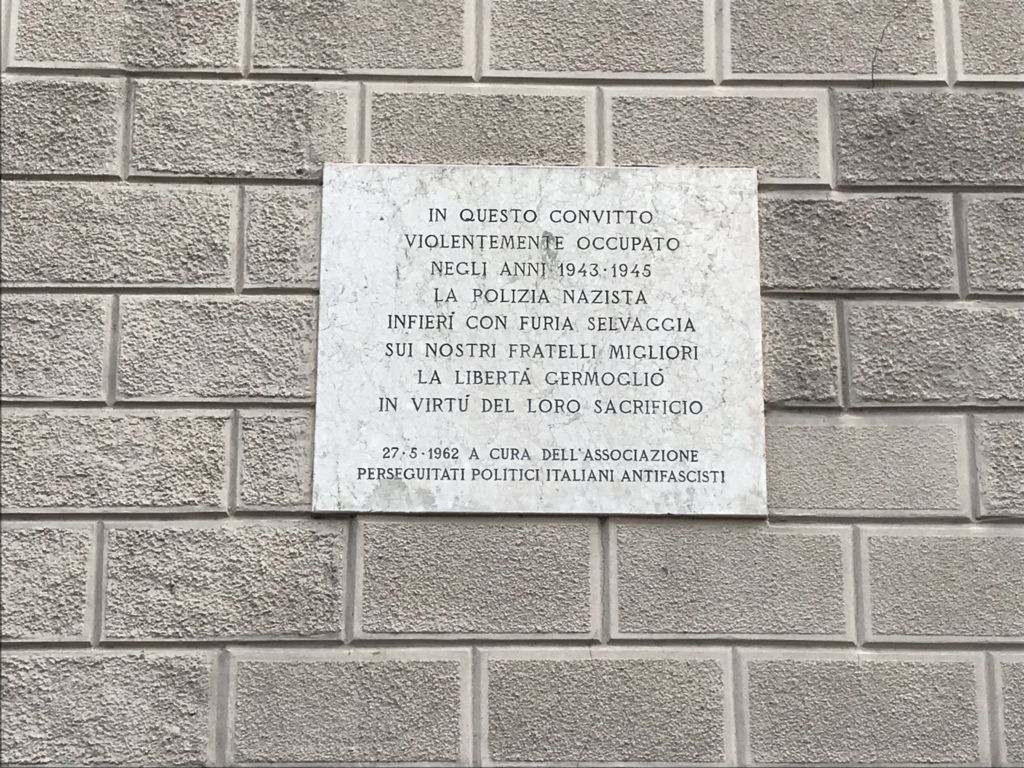 IN QUESTO CONVITTO
VIOLENTEMENTE OCCUPATO
NEGLI ANNI 1943·1945
LA POLIZIA NAZISTA
INFIERÍ CON FURIA SELVAGGIA
SUI NOSTRI FRATELLI MIGLIORI
LA LIBERTÁ GERMOGLIÓ
IN VIRTÚ DEL LORO SACRIFICIO
27·5·1962 A CURA DELL'ASSOCIAZIONE
PERSEGUITATI POLITICI ITALIANI ANTIFASCISTI